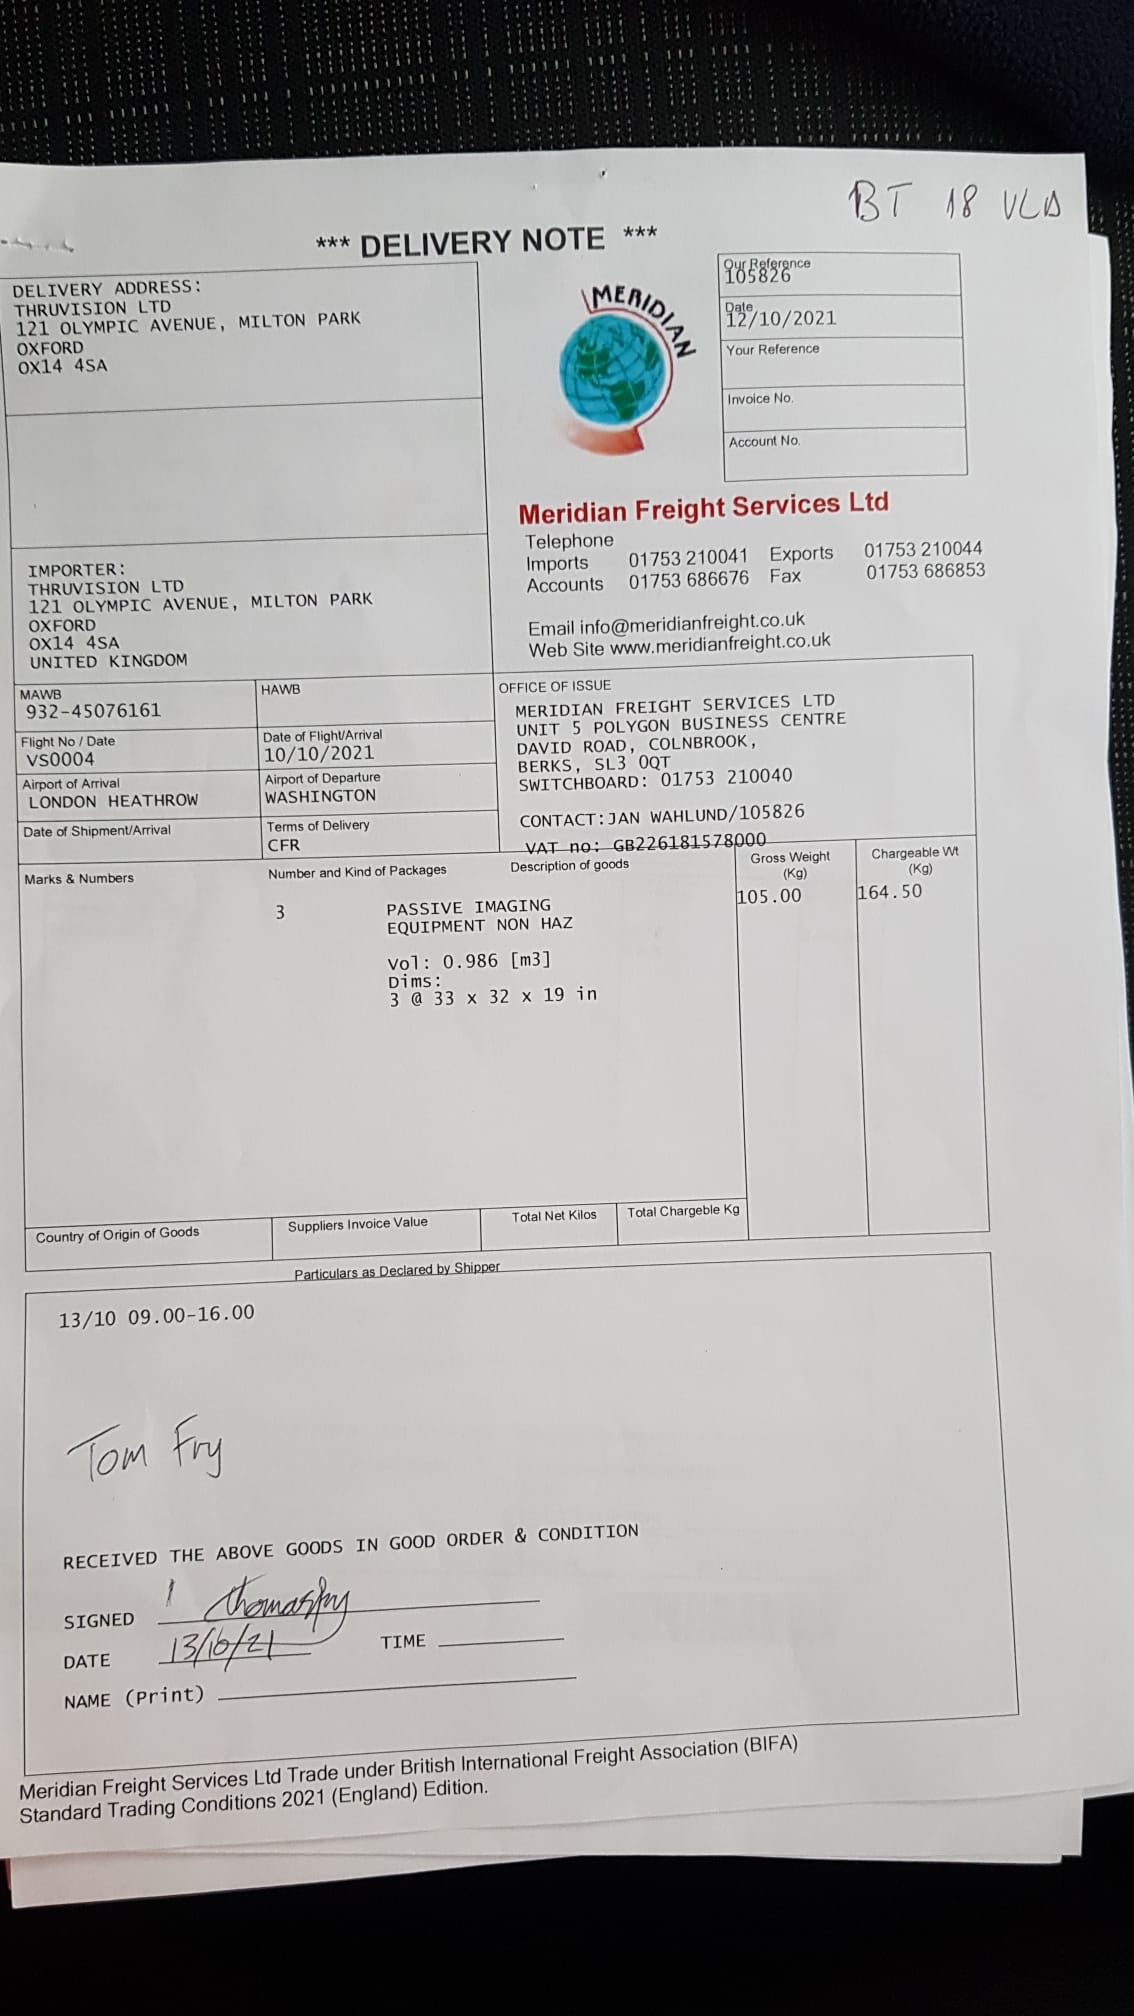 BT 18 VLA
*** DELIVERY NOTE ***
DELIVERY ADDRESS:
THRUVISION LTD
121 OLYMPIC AVENUE, MILTON PARK
OXFORD
OX14 4SA
MERIDIAN
Our Reference
105826
Date
12/10/2021
Your Reference
Invoice No.
Account No.
Meridian Freight Services Ltd
Telephone
Imports 01753 210041 Exports 01753 210044
Accounts 01753 686676 Fax 01753 686853
Email info@meridianfreight.co.uk
Web Site www.meridianfreight.co.uk
IMPORTER:
THRUVISION LTD
121 OLYMPIC AVENUE, MILTON PARK
OXFORD
OX14 4SA
UNITED KINGDOM
MAWB
932-45076161
HAWB
Flight No / Date
VS0004
Date of Flight/Arrival
10/10/2021
Airport of Arrival
LONDON HEATHROW
Airport of Departure
WASHINGTON
Date of Shipment/Arrival
Terms of Delivery
CFR
OFFICE OF ISSUE
MERIDIAN FREIGHT SERVICES LTD
UNIT 5 POLYGON BUSINESS CENTRE
DAVID ROAD, COLNBROOK,
BERKS, SL3 0QT
SWITCHBOARD: 01753 210040
CONTACT:JAN WAHLUND/105826
VAT no: GB226181578000
Marks & Numbers
Number and Kind of Packages
Description of goods
Gross Weight
(Kg)
Chargeable Wt
(Kg)
3 PASSIVE IMAGING 105.00 164.50
EQUIPMENT NON HAZ
Vol: 0.986 [m3]
Dims:
3 @ 33 x 32 x 19 in
Country of Origin of Goods
Suppliers Invoice Value
Total Net Kilos
Total Chargeble Kg
Particulars as Declared by Shipper
13/10 09.00-16.00
Tom Fry
RECEIVED THE ABOVE GOODS IN GOOD ORDER & CONDITION
SIGNED Thomas Fry
DATE 13/10/21 TIME
NAME (Print)
Meridian Freight Services Ltd Trade under British International Freight Association (BIFA)
Standard Trading Conditions 2021 (England) Edition.